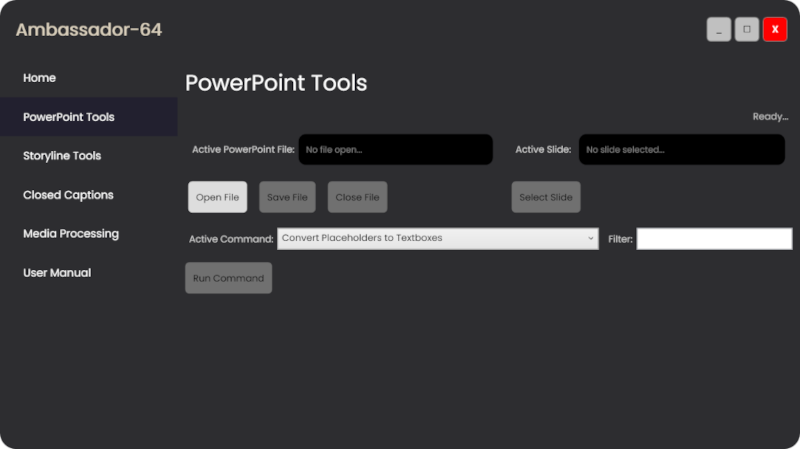 Ambassador-64
_ □ X
Home
PowerPoint Tools
Storyline Tools
Closed Captions
Media Processing
User Manual
PowerPoint Tools
Ready...
Active PowerPoint File: No file open... Active Slide: No slide selected...
Open File Save File Close File Select Slide
Active Command: Convert Placeholders to Textboxes Filter:
Run Command